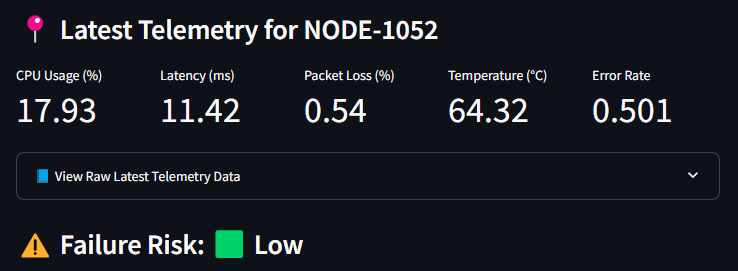 Latest Telemetry for NODE-1052
CPU Usage (%) Latency (ms) Packet Loss (%) Temperature (°C) Error Rate
17.93 11.42 0.54 64.32 0.501
View Raw Latest Telemetry Data
Failure Risk: Low